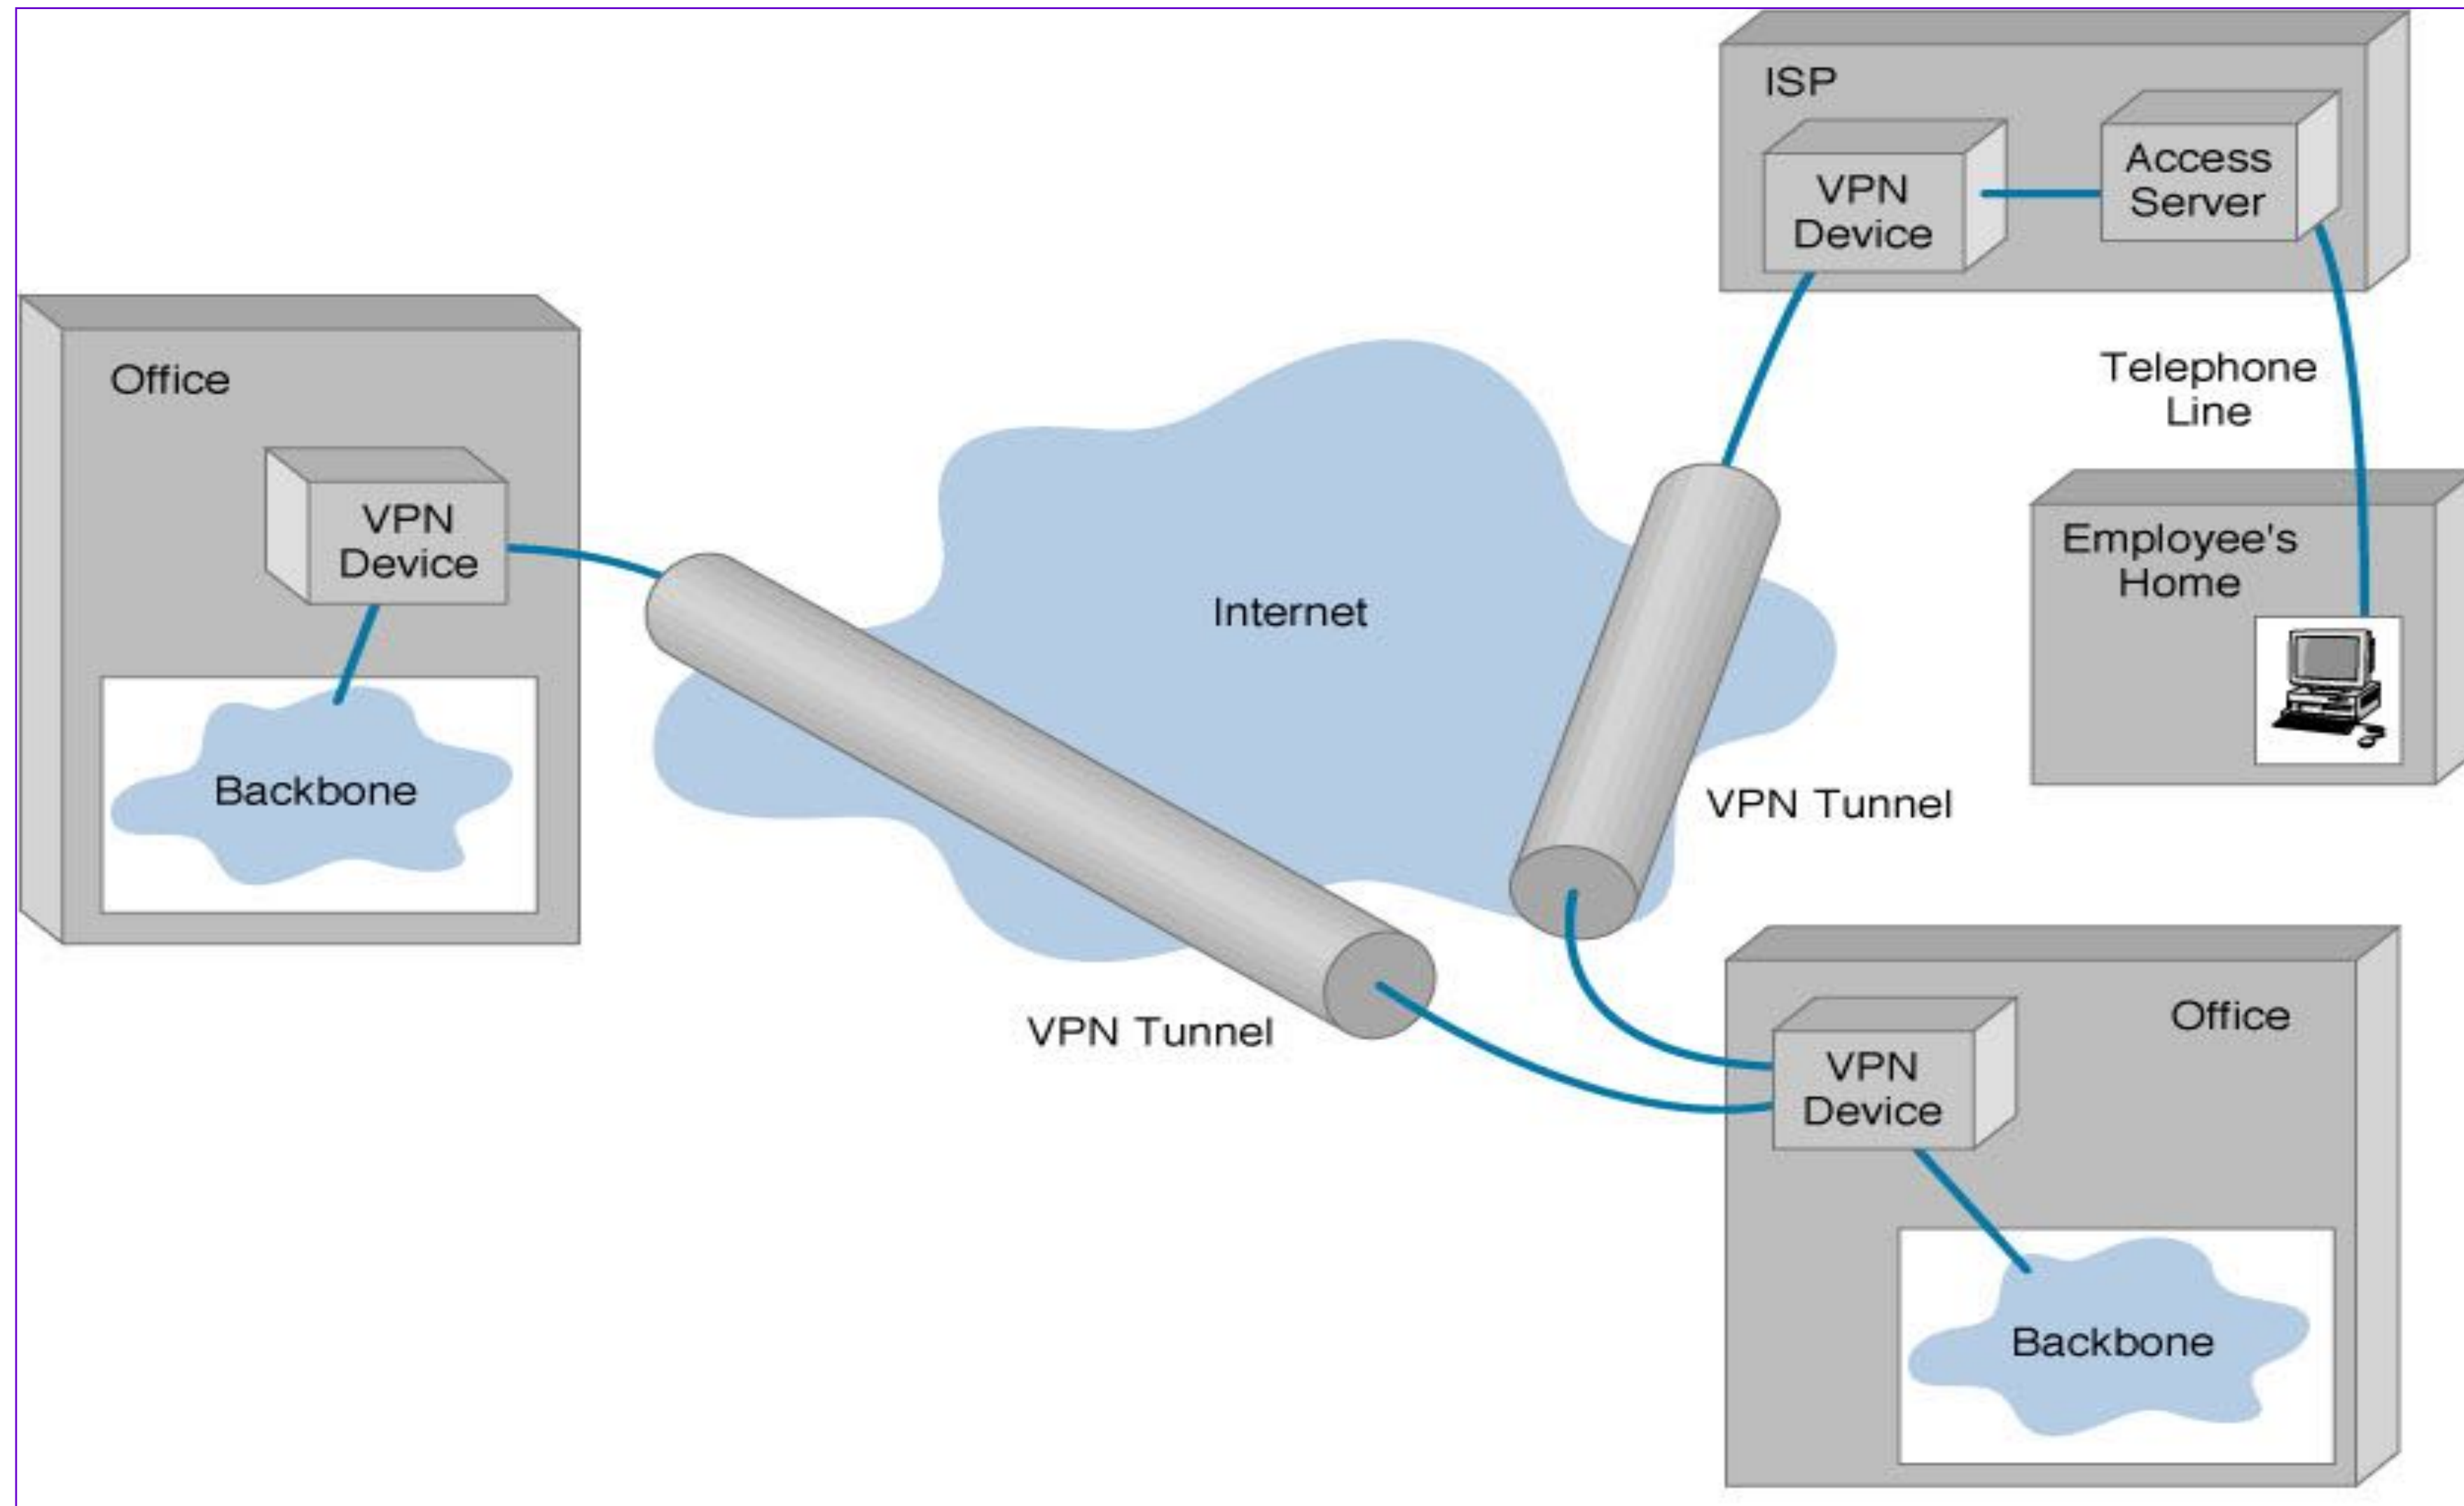 ISP
VPN
Device
Access
Server
Telephone
Line
Employee's
Home
Office
VPN
Device
Backbone
Internet
VPN Tunnel
VPN Tunnel
Office
VPN
Device
Backbone